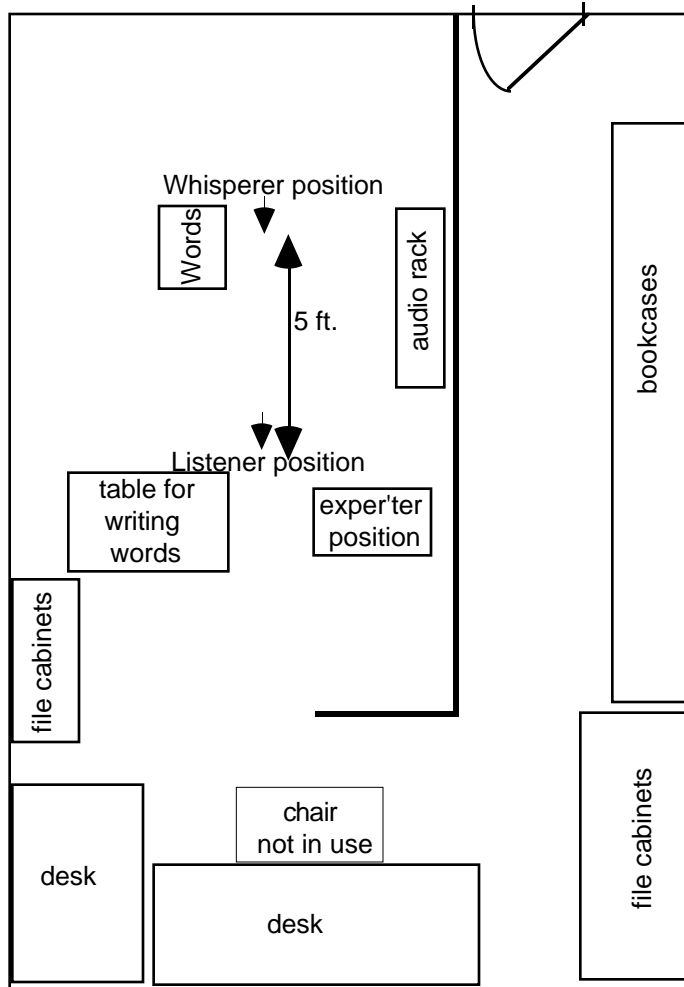 Whisperer position
Words
audio rack
bookcases
5 ft.
Listener position
table for
writing
words
exper'ter
position
file cabinets
chair
not in use
file cabinets
desk
desk